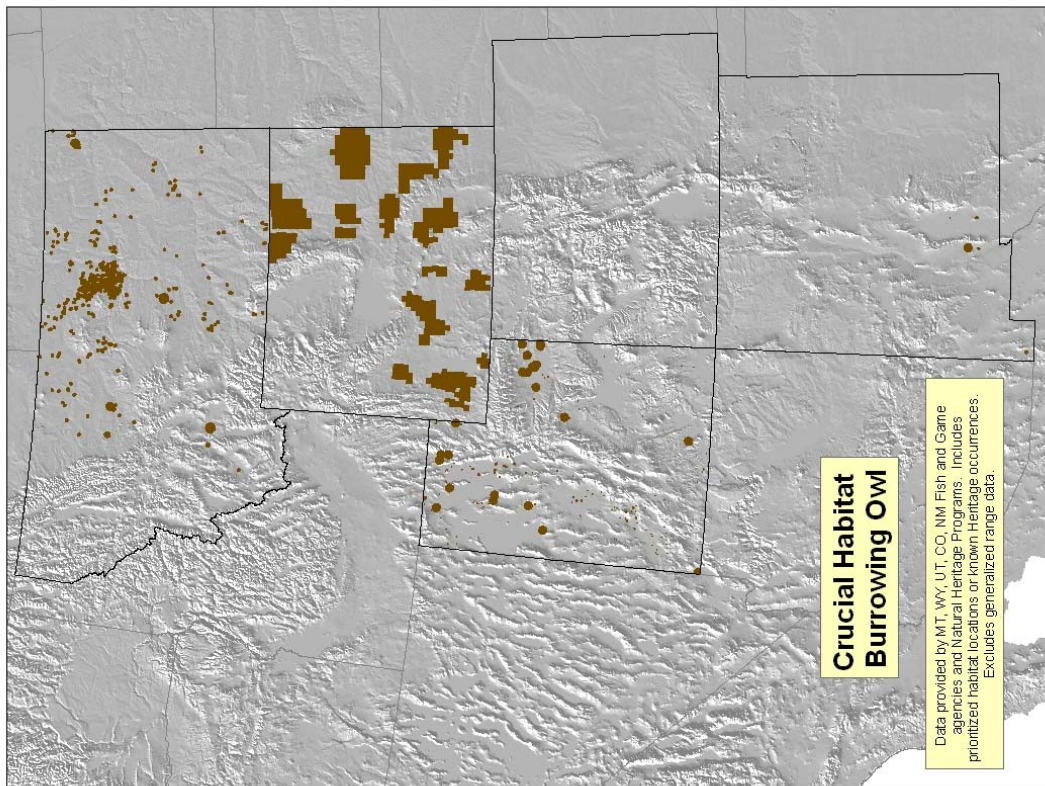 Crucial Habitat
Burrowing Owl
Data provided by MT, WY, UT, CO, NM Fish and Game
agencies and Natural Heritage Programs. Includes
prioritized habitat locations or known Heritage occurrences.
Excludes generalized range data.